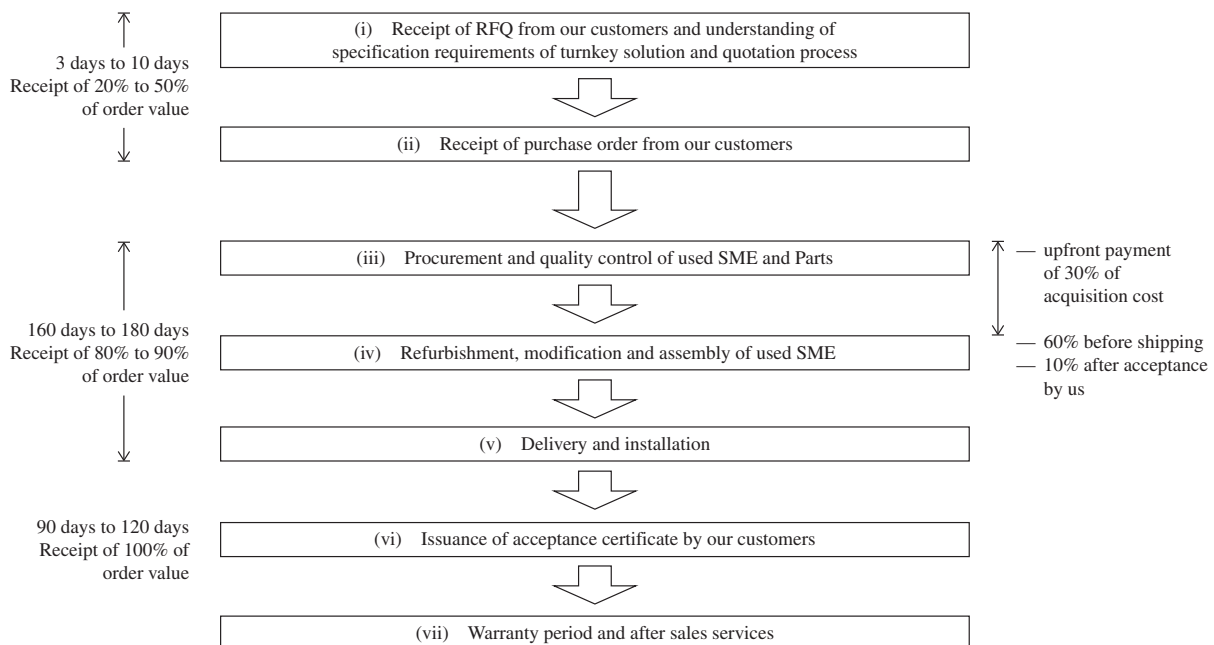 (i) Receipt of RFQ from our customers and understanding of
specification requirements of turnkey solution and quotation process
3 days to 10 days
Receipt of 20% to 50%
of order value
(ii) Receipt of purchase order from our customers
(iii) Procurement and quality control of used SME and Parts
— upfront payment
of 30% of
acquisition cost
160 days to 180 days
Receipt of 80% to 90%
of order value
(iv) Refurbishment, modification and assembly of used SME
— 60% before shipping
— 10% after acceptance
by us
(v) Delivery and installation
90 days to 120 days
Receipt of 100% of
order value
(vi) Issuance of acceptance certificate by our customers
(vii) Warranty period and after sales services